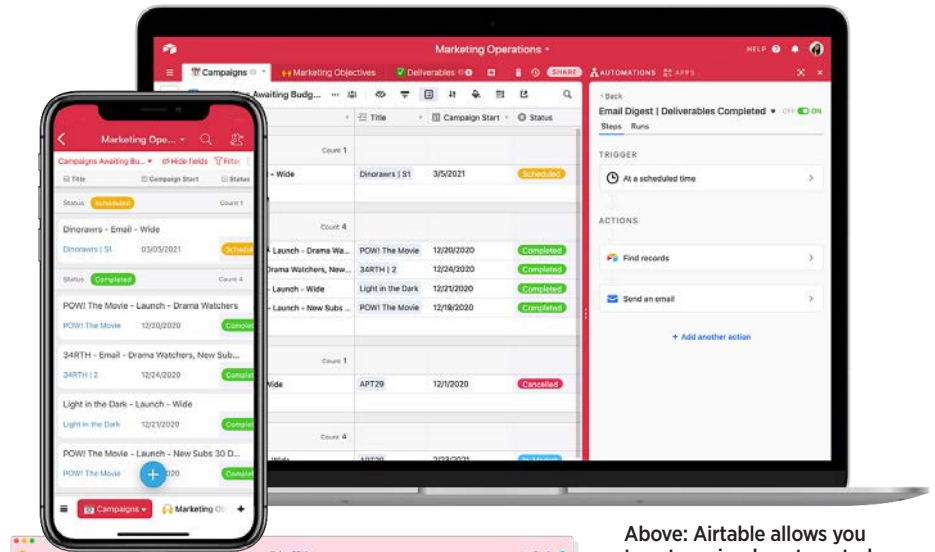 Marketing Operations
HELP
Campaigns
Marketing Objectives
Deliverables
SHARE
AUTOMATIONS
APPS
Awaiting Budg...
Title
Campaign Start
Status
Count 1
- Wide
Dinorawrs | S1
3/5/2021
Scheduled
Count 4
Launch - Drama Wa...
POW! The Movie
12/20/2020
Completed
Drama Watchers, New...
34RTH | 2
12/24/2020
Completed
- Launch - Wide
Light in the Dark
12/21/2020
Completed
- Launch - New Subs ...
POW! The Movie
12/19/2020
Completed
Count 1
Wide
APT29
12/1/2020
Cancelled
Count 4
Back
Email Digest | Deliverables Completed
OFF
ON
Steps Runs
TRIGGER
At a scheduled time
ACTIONS
Find records
Send an email
+ Add another action
Marketing Ope...
Campaigns Awaiting Bu...
Hide fields
Filter
Title
Campaign Start
Status
Status Scheduled
Count 1
Dinorawrs - Email - Wide
Dinorawrs | S1
03/05/2021
Status Completed
Count 4
POW! The Movie - Launch - Drama Watchers
POW! The Movie
12/20/2020
34RTH - Email - Drama Watchers, New Sub...
34RTH | 2
12/24/2020
Light in the Dark - Launch - Wide
Light in the Dark
12/21/2020
POW! The Movie - Launch - New Subs 30 D...
POW! The Movie
Campaigns
Marketing
+
Above: Airtable allows you